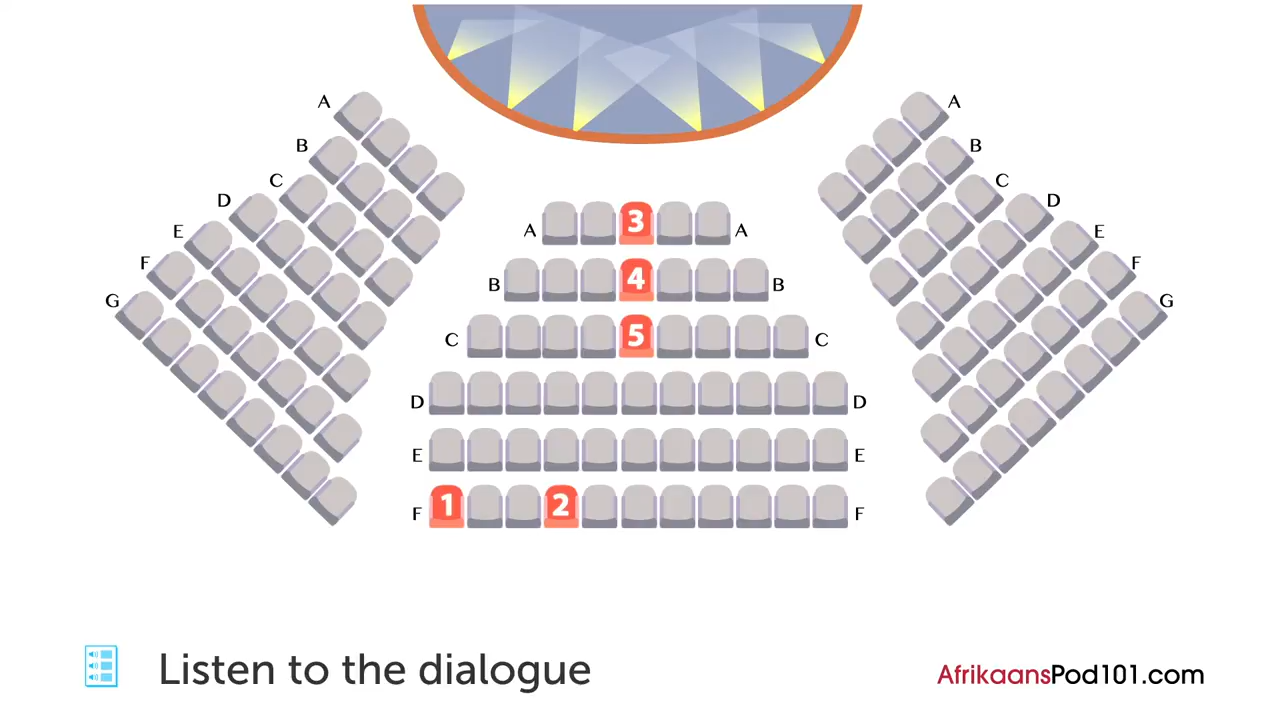 A A
B B
C C
D D
E E
F F
G G
A 3 A
B 4 B
C 5 C
D D
E E
F 1 2 F
Listen to the dialogue
AfrikaansPod101.com